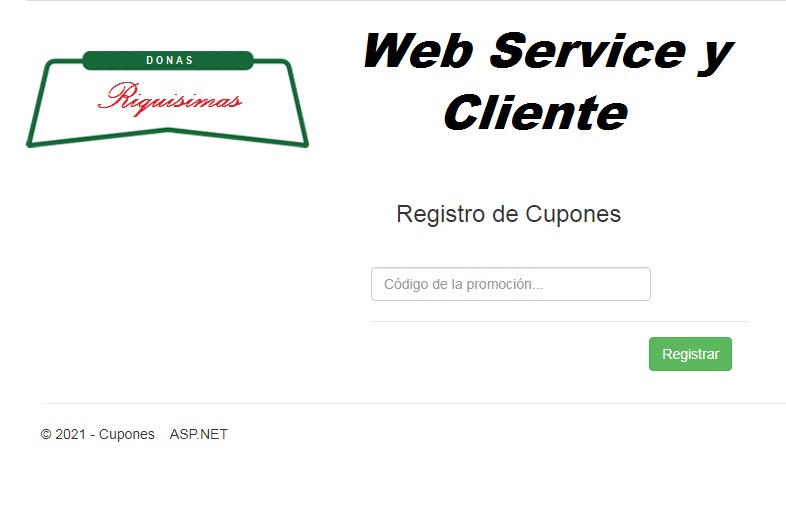 DONAS
Riquisimas
Web Service y
Cliente
Registro de Cupones
Código de la promoción...
Registrar
© 2021 - Cupones ASP.NET